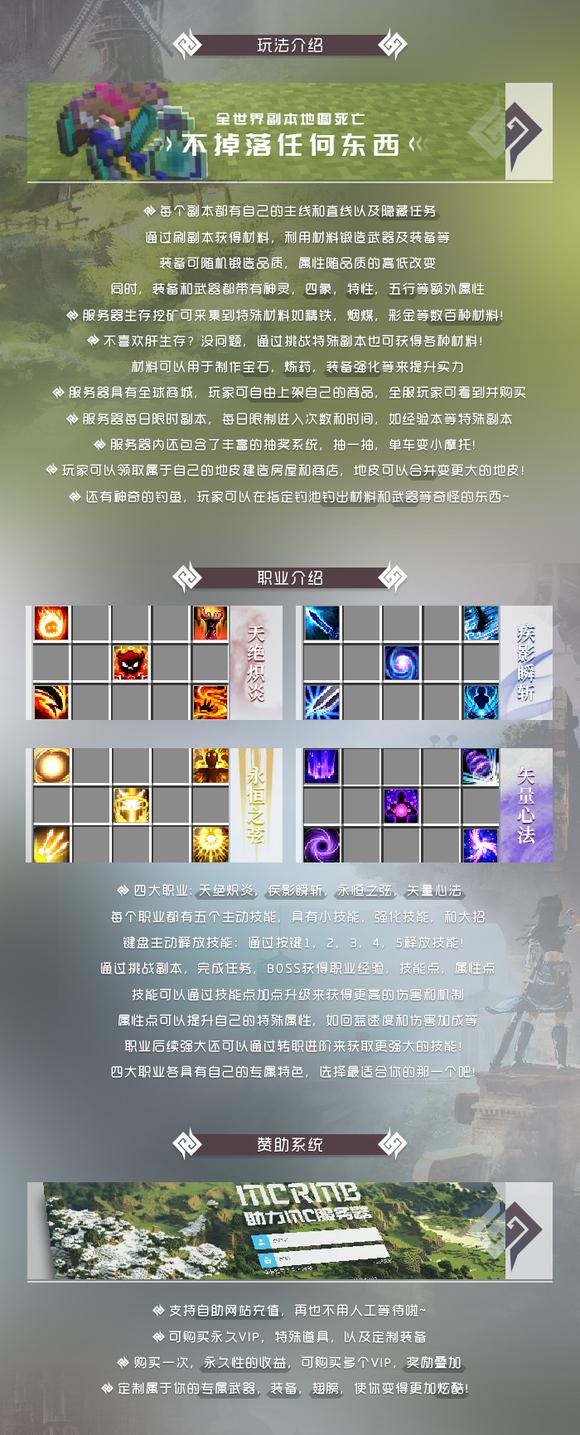 玩法介绍
全世界副本地图死亡
不掉落任何东西
每个副本都有自己的主线和直线以及隐藏任务
通过刷副本获得材料，利用材料锻造武器及装备等
装备可随机锻造品质，属性随品质的高低改变
同时，装备和武器都带有神灵，四象，特性，五行等额外属性
服务器生存挖矿可采集到特殊材料如精铁，烟煤，彩金等数百种材料!
不喜欢肝生存？没问题，通过挑战特殊副本也可获得各种材料!
材料可以用于制作宝石，炼药，装备强化等来提升实力
服务器具有全球商城，玩家可自由上架自己的商品，全服玩家可看到并购买
服务器每日限时副本，每日限制进入次数和时间，如经验本等特殊副本
服务器内还包含了丰富的抽奖系统，抽一抽，单车变小摩托!
玩家可以领取属于自己的地皮建造房屋和商店，地皮可以合并变更大的地皮!
还有神奇的钓鱼，玩家可以在指定钓池钓出材料和武器等奇怪的东西~
职业介绍
天绝炽炎
疾影瞬斩
永恒之弦
矢量心法
四大职业: 天绝炽炎，疾影瞬斩，永恒之弦，矢量心法
每个职业都有五个主动技能，具有小技能，强化技能，和大招
键盘主动释放技能：通过按键1，2，3，4，5释放技能!
通过挑战副本，完成任务，BOSS获得职业经验，技能点，属性点
技能可以通过技能点加点升级来获得更高的伤害和机制
属性点可以提升自己的特殊属性，如回蓝速度和伤害加成等
职业后续强大还可以通过转职进阶来获取更强大的技能!
四大职业各具有自己的专属特色，选择最适合你的那一个吧!
赞助系统
MCRMB
助力MC服务器
支持自助网站充值，再也不用人工等待啦~
可购买永久VIP，特殊道具，以及定制装备
购买一次，永久性的收益，可购买多个VIP，奖励叠加
定制属于你的专属武器，装备，翅膀，使你变得更加炫酷!